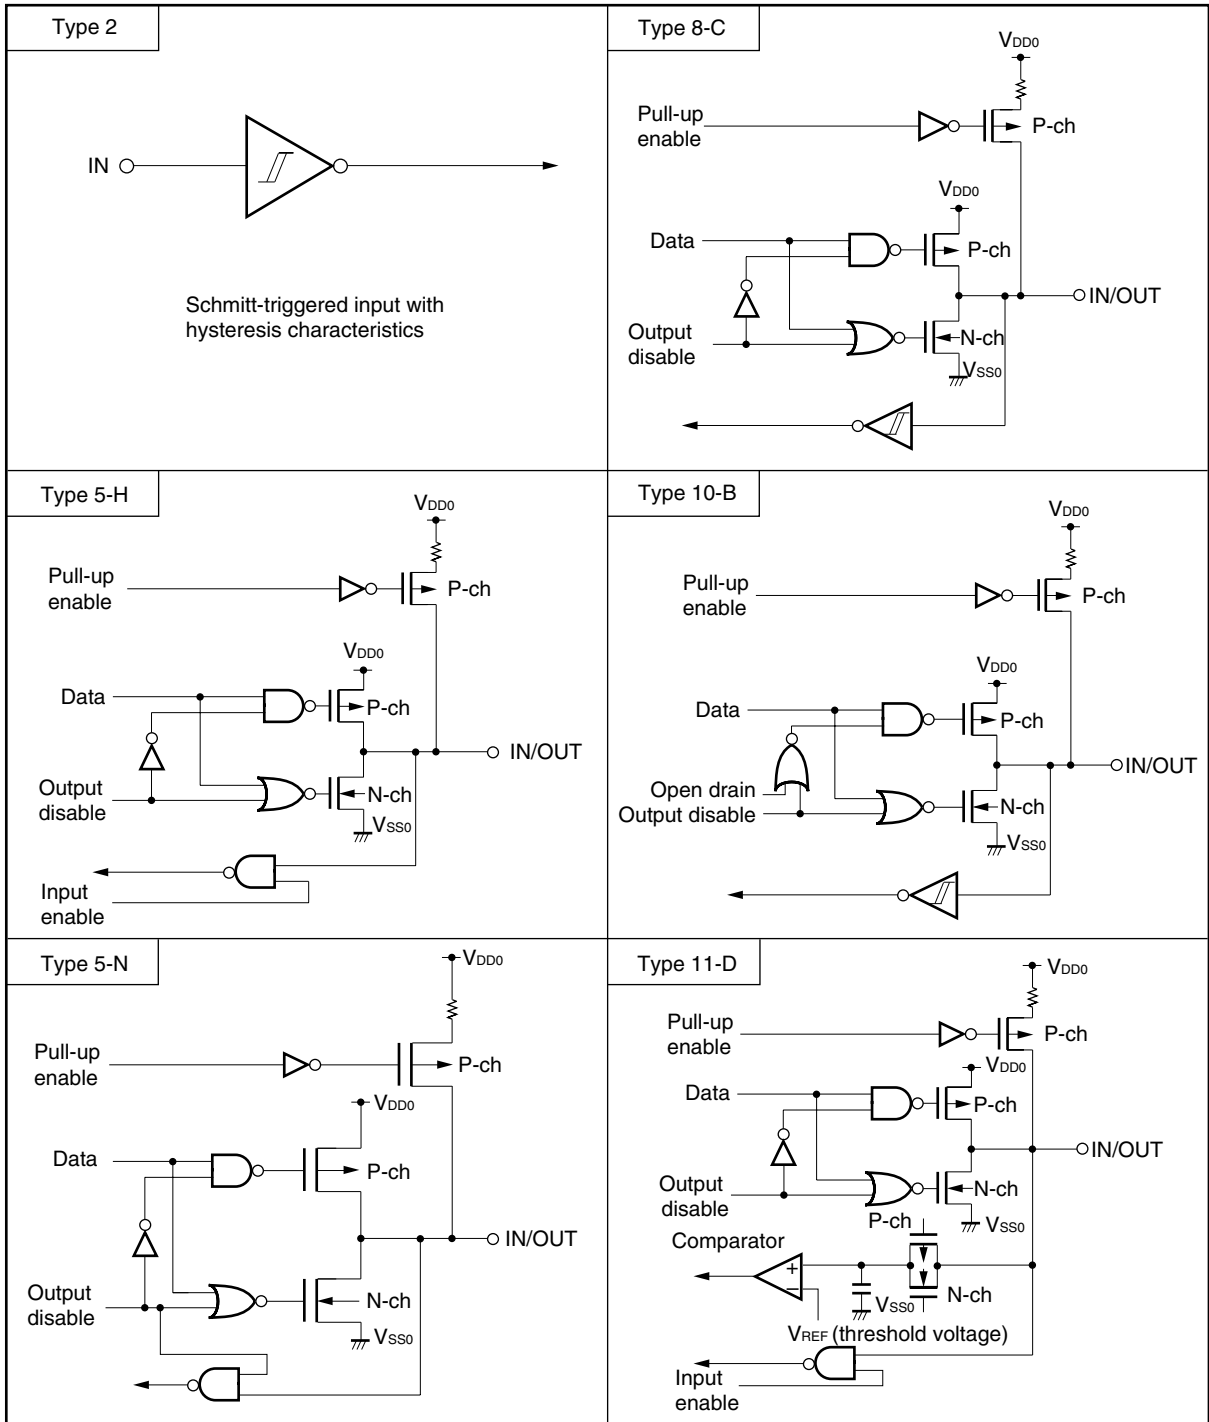 Type 2
IN
Schmitt-triggered input with
hysteresis characteristics
Type 8-C
VDD0
Pull-up
enable
P-ch
VDD0
Data
P-ch
IN/OUT
Output
disable
N-ch
VSS0
Type 5-H
VDD0
Pull-up
enable
P-ch
VDD0
Data
P-ch
IN/OUT
Output
disable
N-ch
VSS0
Input
enable
Type 10-B
VDD0
Pull-up
enable
P-ch
VDD0
Data
P-ch
IN/OUT
Open drain
Output disable
N-ch
VSS0
Type 5-N
VDD0
Pull-up
enable
P-ch
VDD0
Data
P-ch
IN/OUT
Output
disable
N-ch
VSS0
Type 11-D
VDD0
Pull-up
enable
P-ch
VDD0
Data
P-ch
IN/OUT
Output
disable
N-ch
P-ch
VSS0
Comparator
+
−
VSS0
N-ch
VREF (threshold voltage)
Input
enable